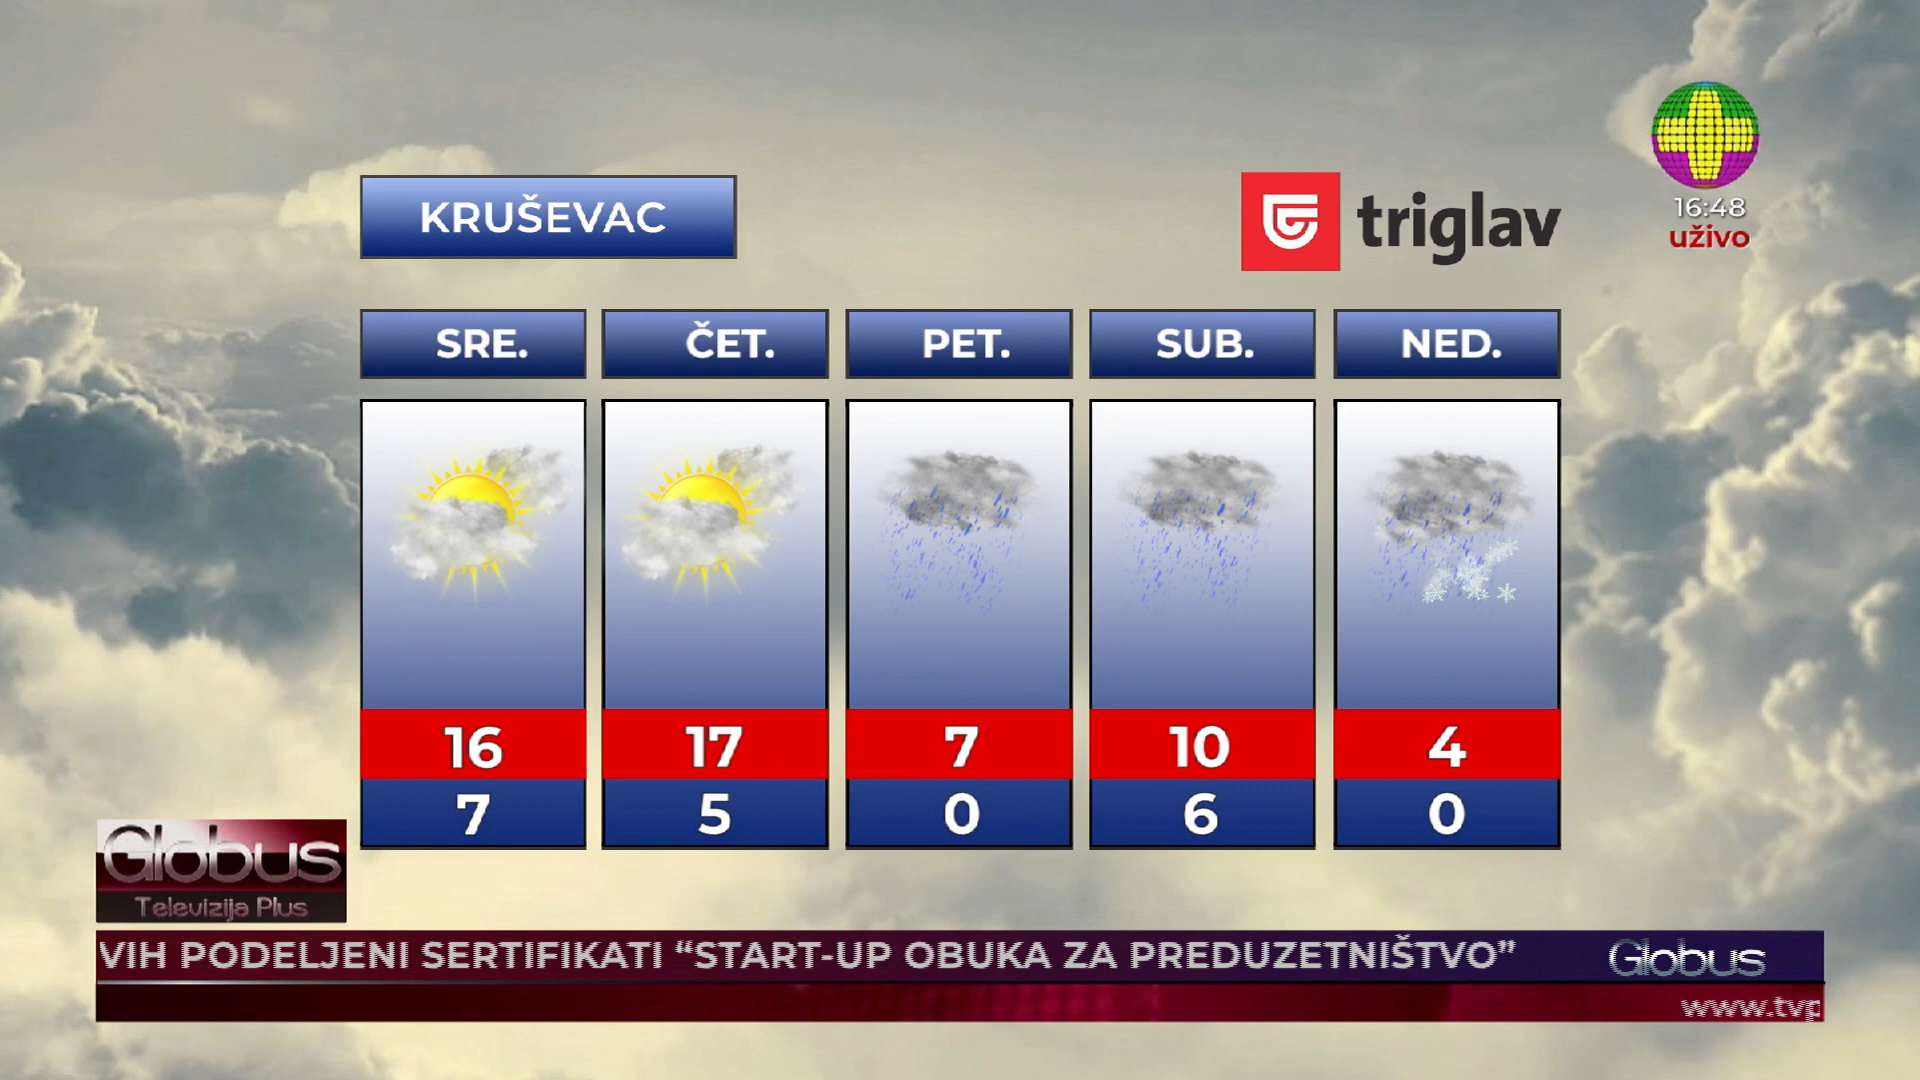 KRUŠEVAC
triglav
16:48
uživo
SRE. ČET. PET. SUB. NED.
16 17 7 10 4
7 5 0 6 0
Globus
Televizija Plus
VIH PODELJENI SERTIFIKATI “START-UP OBUKA ZA PREDUZETNIŠTVO”
Globus
www.tvp